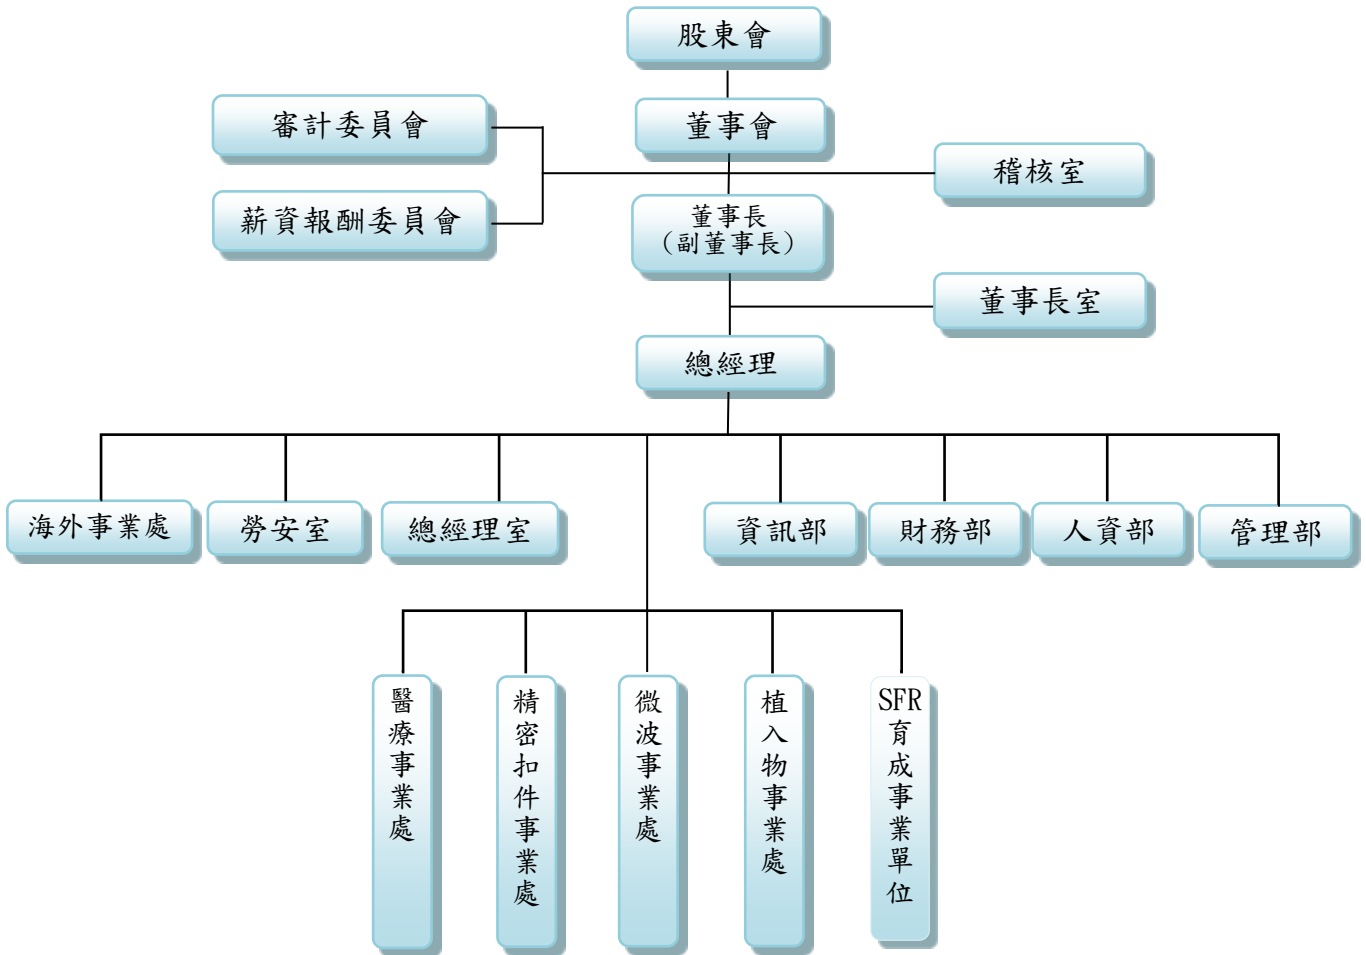 股東會
審計委員會
董事會
稽核室
薪資報酬委員會
董事長
(副董事長)
董事長室
總經理
海外事業處
勞安室
總經理室
資訊部
財務部
人資部
管理部
醫療事業處
精密扣件事業處
微波事業處
植入物事業處
SFR
育成事業單位